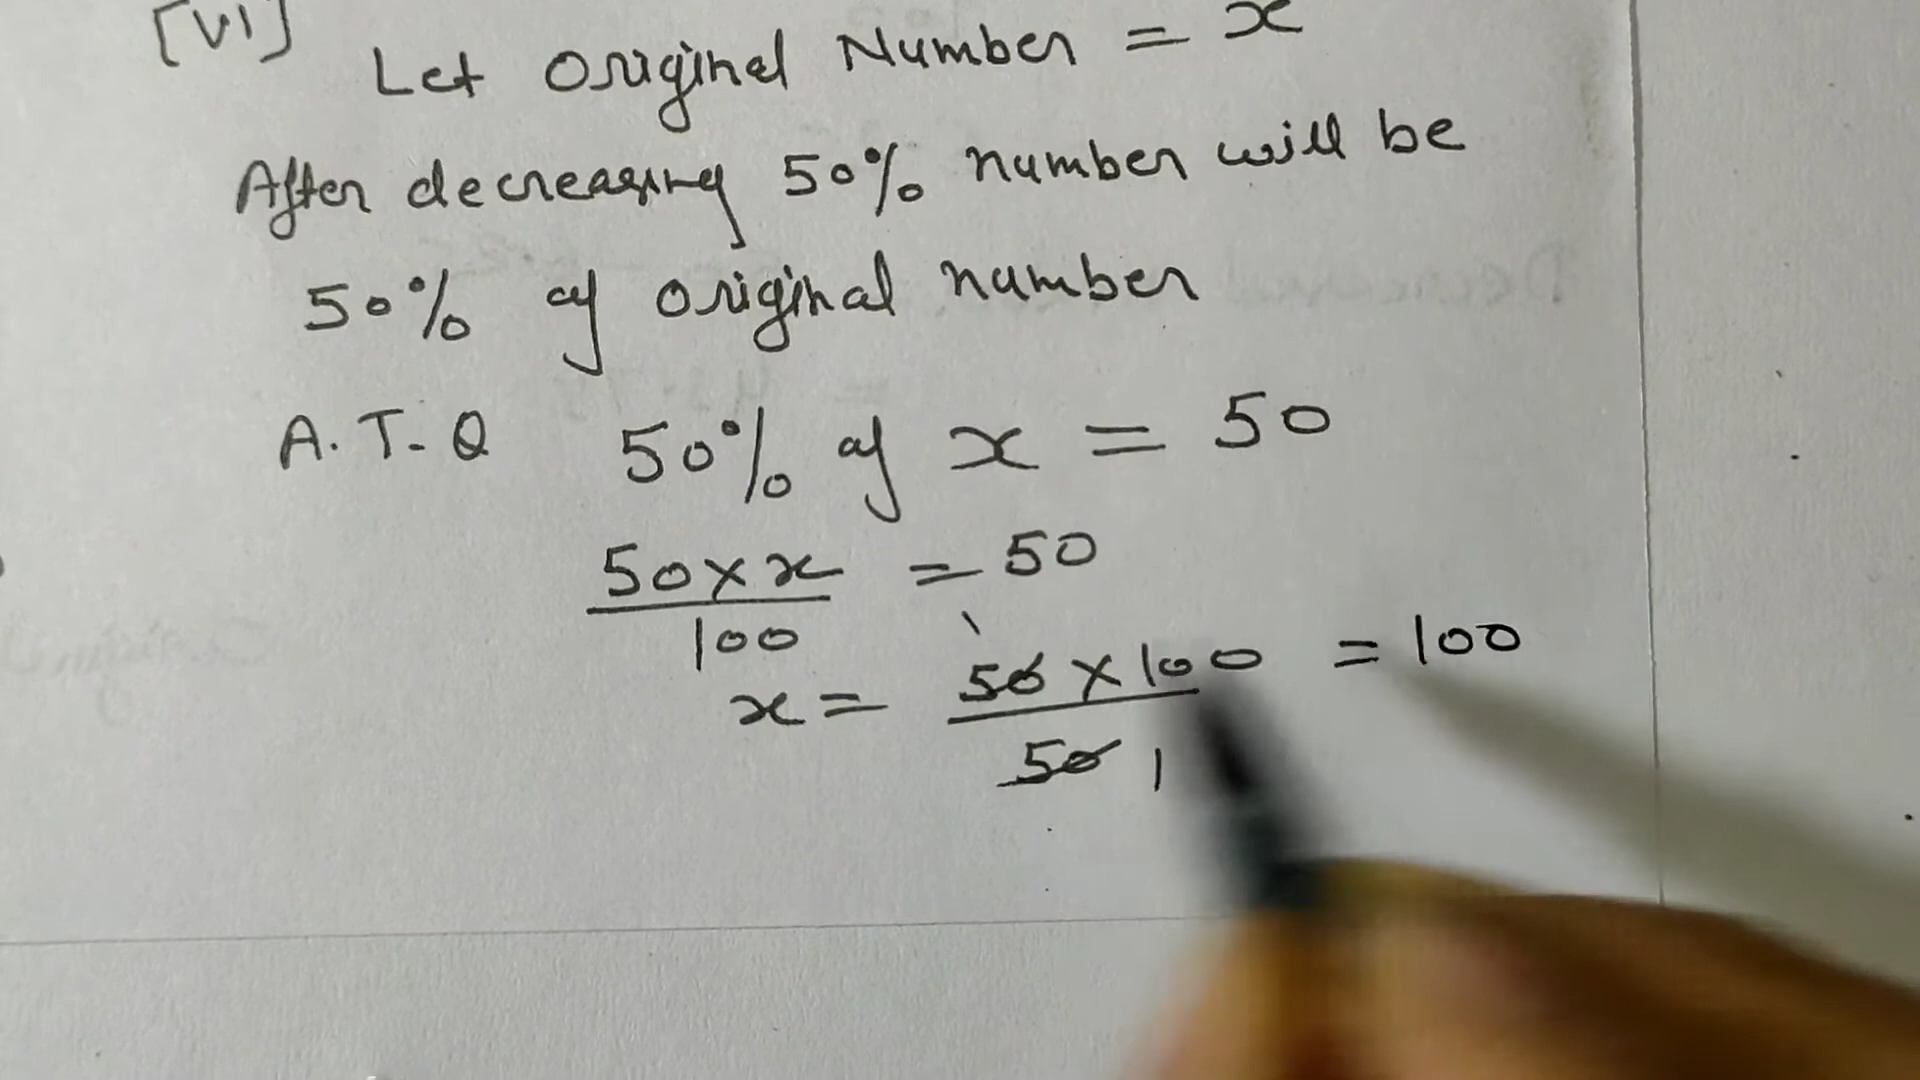 [VI]
Let Original Number = x
After decreasing 50% number will be
50% of original number
A.T.Q 50% of x = 50
50 × x / 100 = 50
x = 50 × 100 / 50 1 = 100